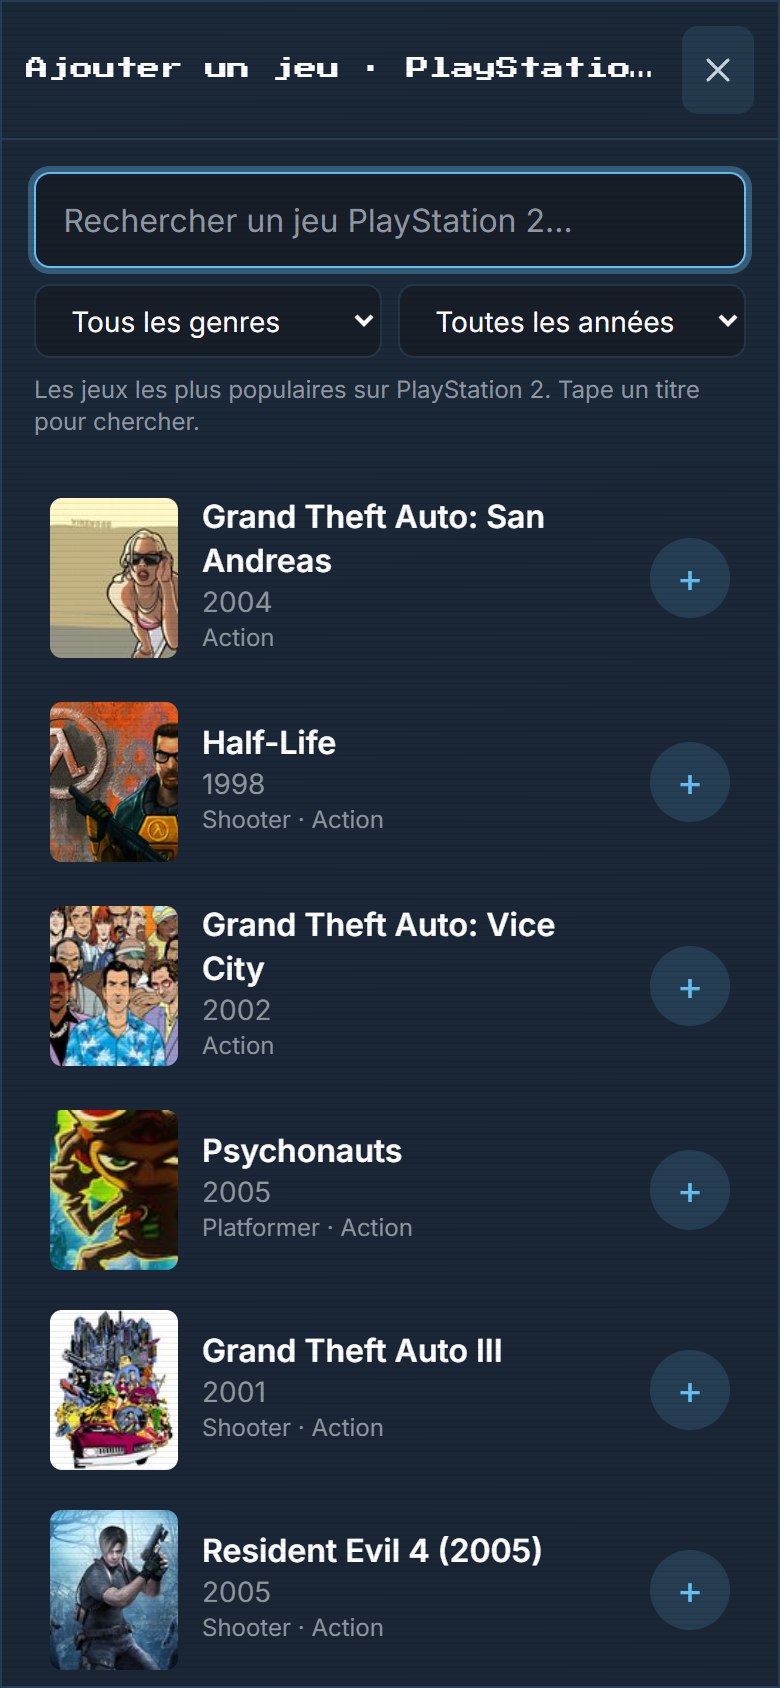 Ajouter un jeu · PlayStatio…
Rechercher un jeu PlayStation 2...
Tous les genres
Toutes les années
Les jeux les plus populaires sur PlayStation 2. Tape un titre
pour chercher.
Grand Theft Auto: San
Andreas
2004
Action
+
Half-Life
1998
Shooter · Action
+
Grand Theft Auto: Vice
City
2002
Action
+
Psychonauts
2005
Platformer · Action
+
Grand Theft Auto III
2001
Shooter · Action
+
Resident Evil 4 (2005)
2005
Shooter · Action
+